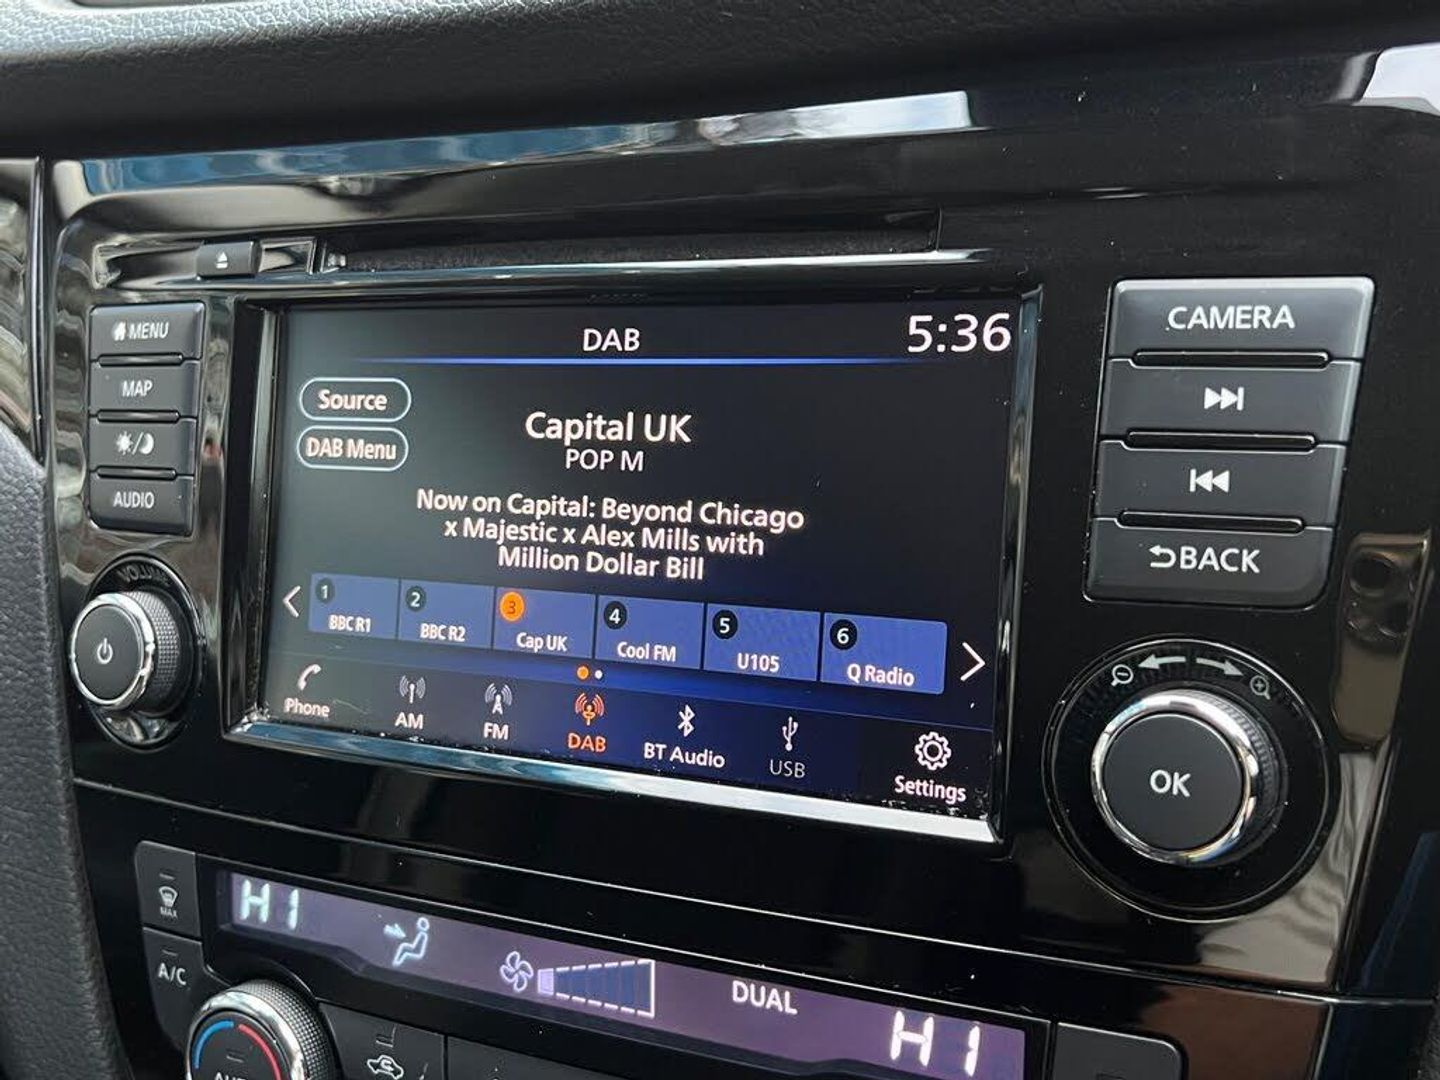 MENU
MAP
AUDIO
VOLUME
DAB
5:36
Source
DAB Menu
Capital UK
POP M
Now on Capital: Beyond Chicago
x Majestic x Alex Mills with
Million Dollar Bill
1 BBC R1
2 BBC R2
3 Cap UK
4 Cool FM
5 U105
6 Q Radio
Phone
AM
FM
DAB
BT Audio
USB
Settings
CAMERA
BACK
OK
MAX
A/C
HI
DUAL
HI